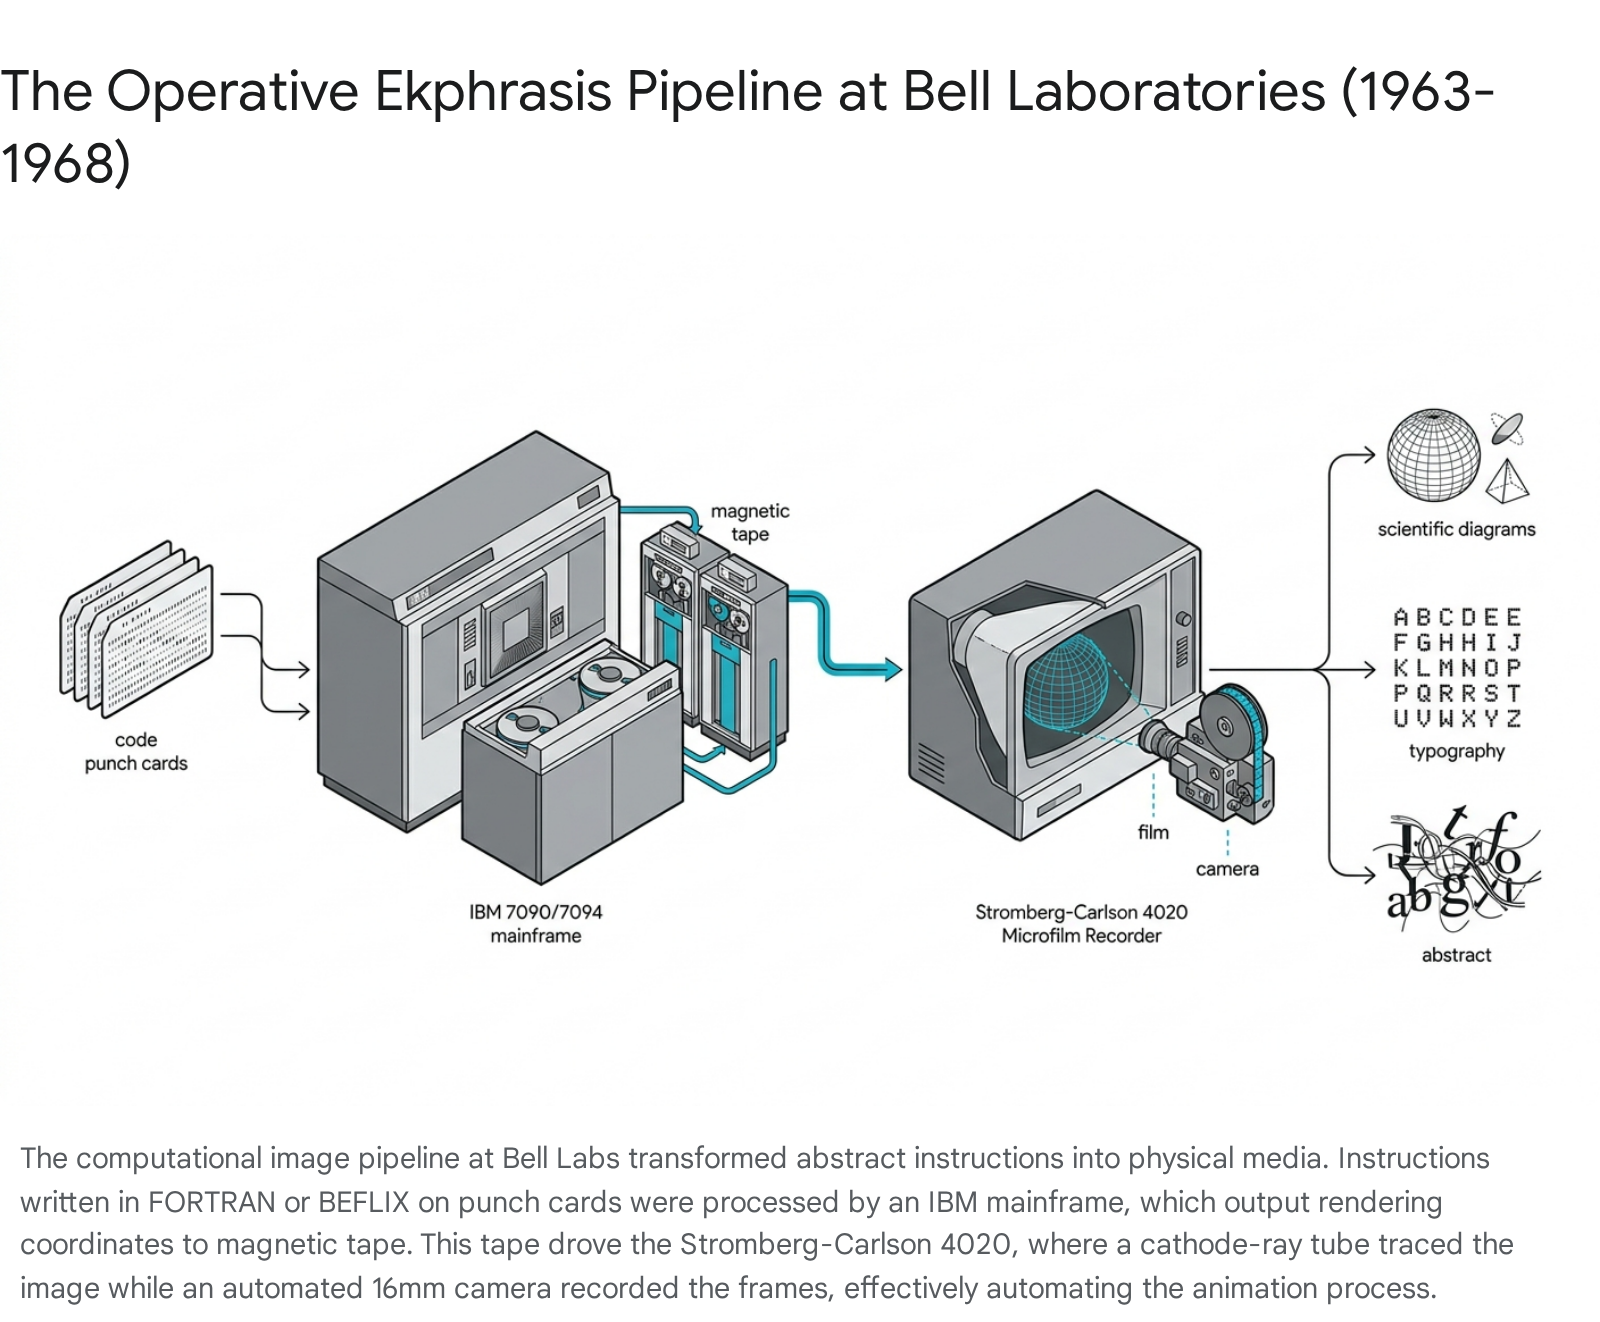 The Operative Ekphrasis Pipeline at Bell Laboratories (1963-
1968)
code
punch cards
magnetic
tape
IBM 7090/7094
mainframe
film
camera
Stromberg-Carlson 4020
Microfilm Recorder
scientific diagrams
A B C D E E
F G H H I J
K L M N O P
P Q R R S T
U V W X Y Z
typography
abstract
The computational image pipeline at Bell Labs transformed abstract instructions into physical media. Instructions
written in FORTRAN or BEFLIX on punch cards were processed by an IBM mainframe, which output rendering
coordinates to magnetic tape. This tape drove the Stromberg-Carlson 4020, where a cathode-ray tube traced the
image while an automated 16mm camera recorded the frames, effectively automating the animation process.